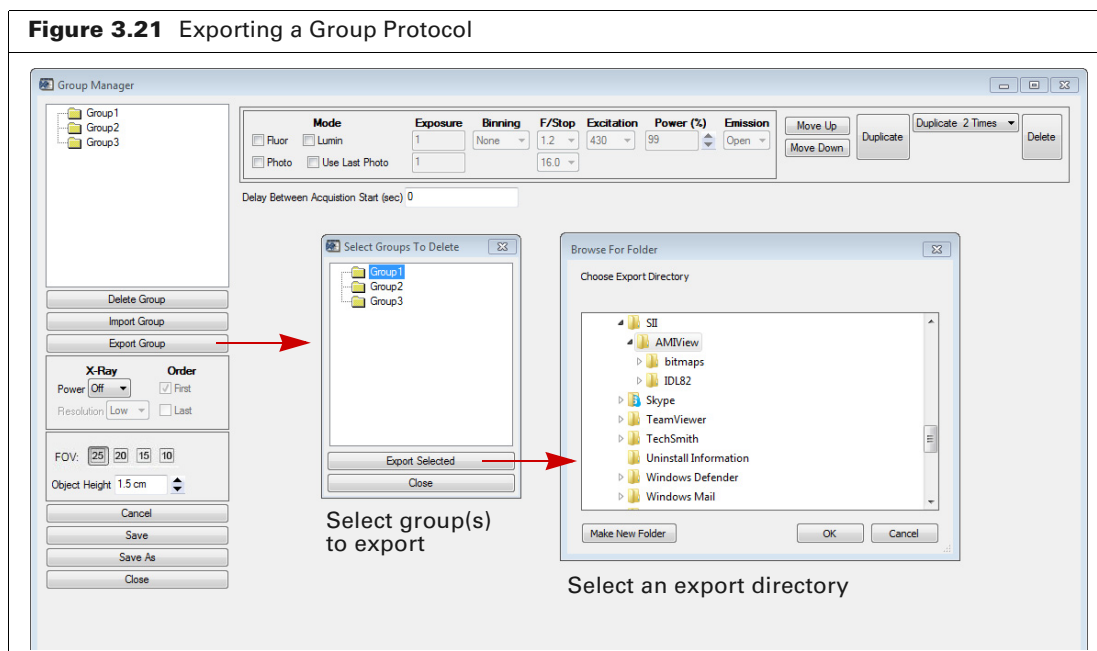 Figure 3.21 Exporting a Group Protocol
Group Manager
Group1
Group2
Group3
Mode Exposure Binning F/Stop Excitation Power (%) Emission
Fluor Lumin 1 None 1.2 430 99 Open
Photo Use Last Photo 1 16.0
Move Up
Move Down
Duplicate
Duplicate 2 Times
Delete
Delay Between Acquistion Start (sec) 0
Delete Group
Import Group
Export Group
X-Ray Order
Power Off First
Resolution Low Last
FOV: 25 20 15 10
Object Height 1.5 cm
Cancel
Save
Save As
Close
Select Groups To Delete
Group1
Group2
Group3
Export Selected
Close
Select group(s)
to export
Browse For Folder
Choose Export Directory
SII
AMIView
bitmaps
IDL82
Skype
TeamViewer
TechSmith
Uninstall Information
Windows Defender
Windows Mail
Make New Folder OK Cancel
Select an export directory